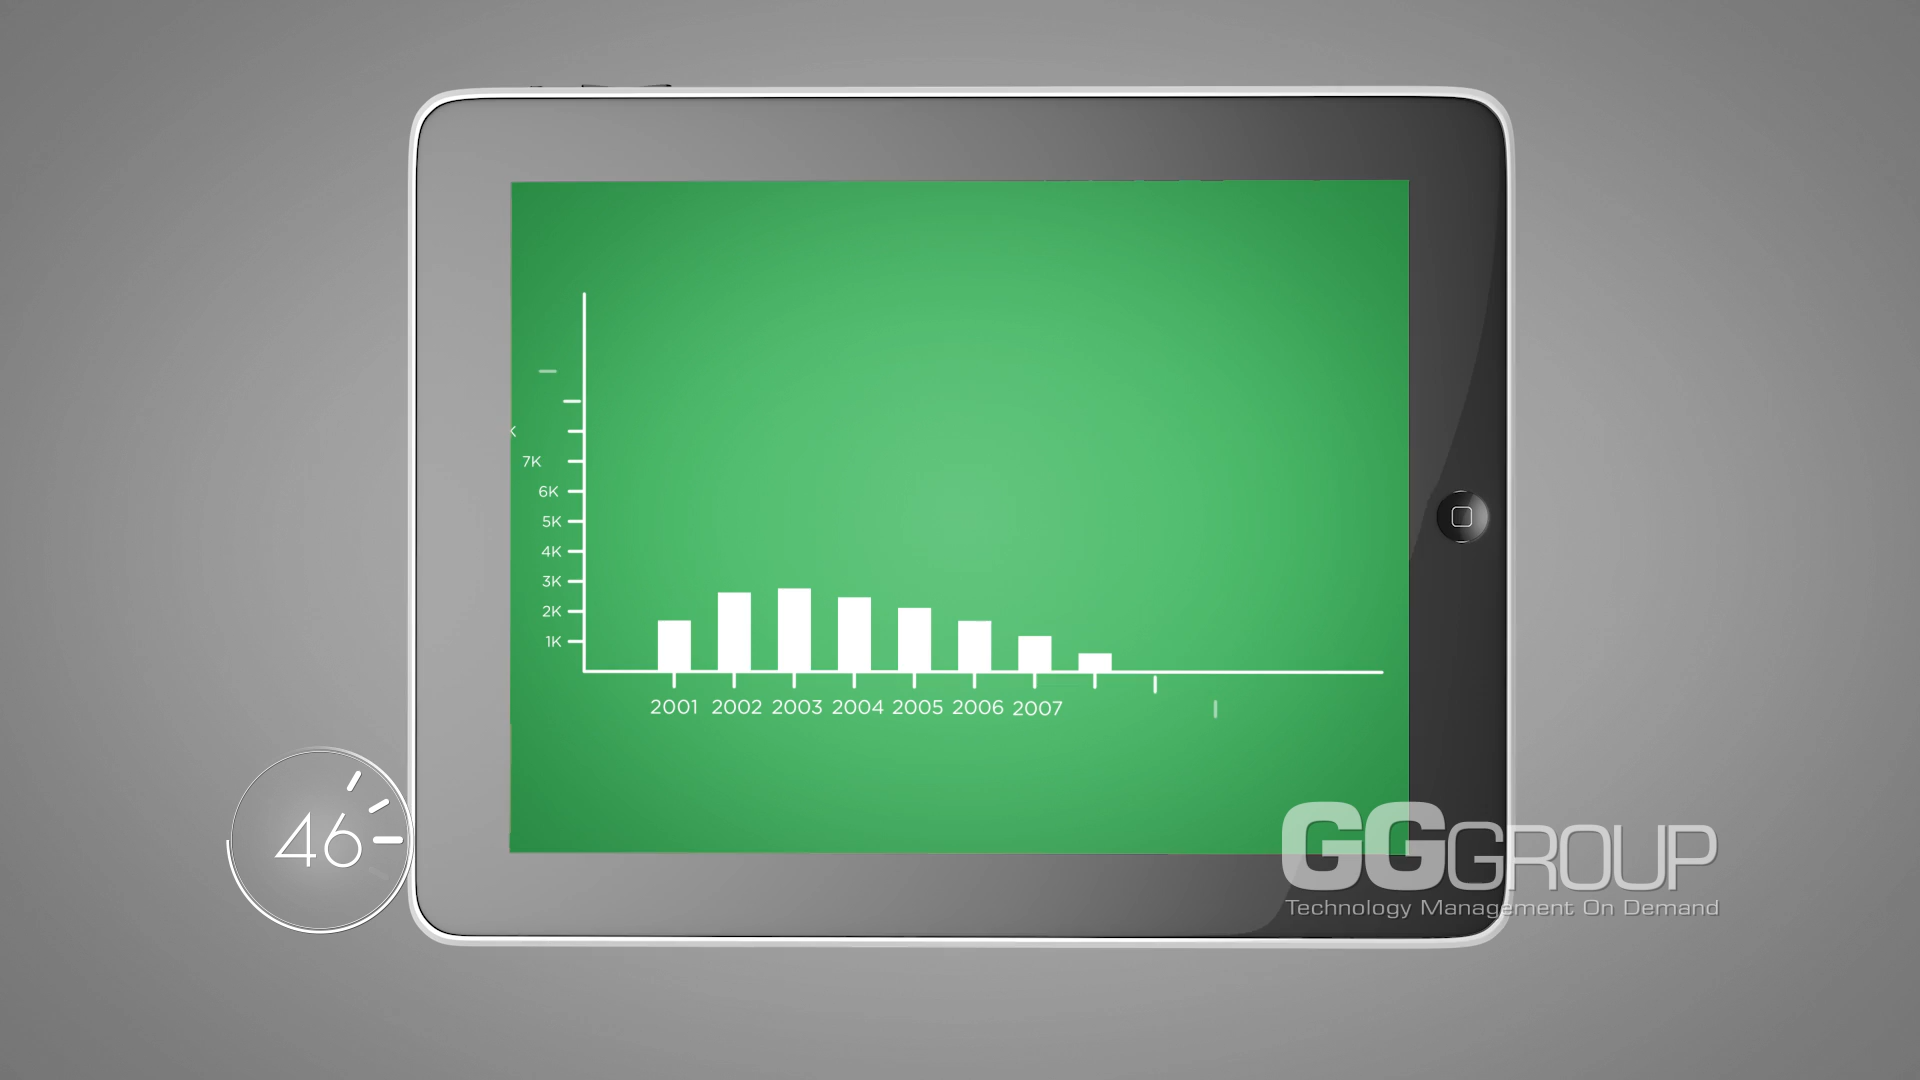 K
7K
6K
5K
4K
3K
2K
1K
2001 2002 2003 2004 2005 2006 2007
46
GGGROUP
Technology Management On Demand